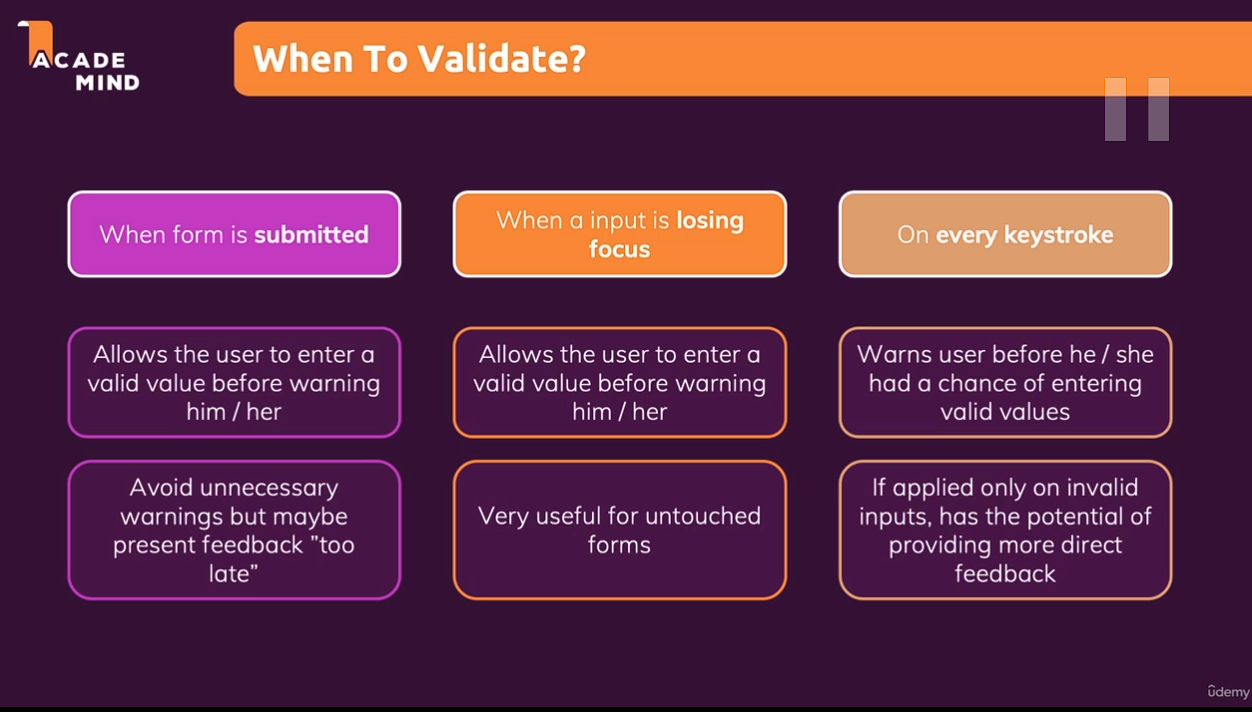 ACADE
MIND
When To Validate?
When form is submitted
When a input is losing
focus
On every keystroke
Allows the user to enter a
valid value before warning
him / her
Allows the user to enter a
valid value before warning
him / her
Warns user before he / she
had a chance of entering
valid values
Avoid unnecessary
warnings but maybe
present feedback ”too
late”
Very useful for untouched
forms
If applied only on invalid
inputs, has the potential of
providing more direct
feedback
ûdemy